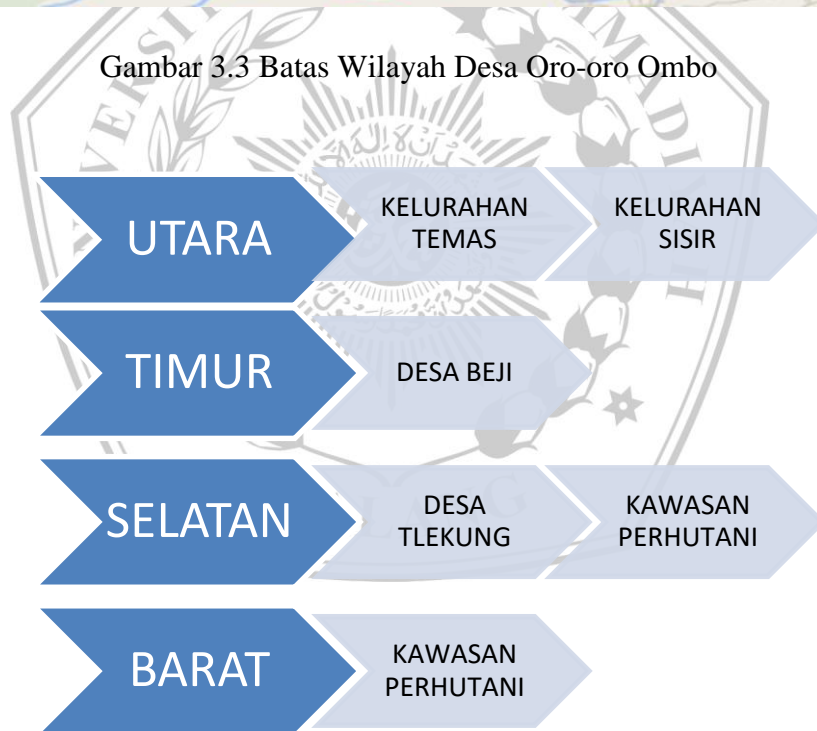 Gambar 3.3 Batas Wilayah Desa Oro-oro Ombo
UTARA
KELURAHAN
TEMAS
KELURAHAN
SISIR
TIMUR
DESA BEJI
SELATAN
DESA
TLEKUNG
KAWASAN
PERHUTANI
BARAT
KAWASAN
PERHUTANI